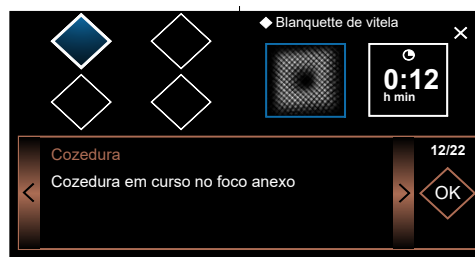 Blanquette de vitela
0:12
h min
Cozedura
12/22
Cozedura em curso no foco anexo
OK